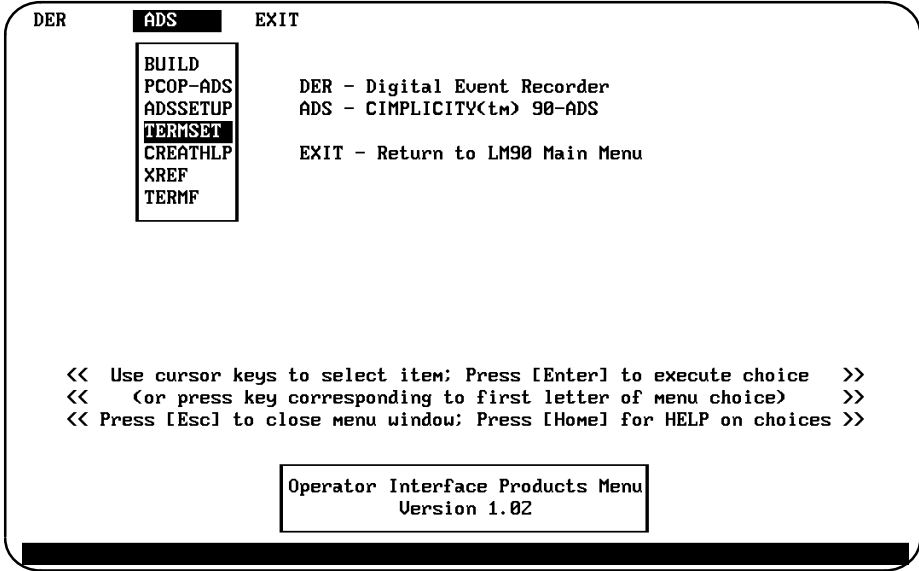 DER ADS EXIT
BUILD
PCOP-ADS DER - Digital Event Recorder
ADSSETUP ADS - CIMPLICITY(tm) 90-ADS
TERMSET
CREATHLP EXIT - Return to LM90 Main Menu
XREF
TERMF
<< Use cursor keys to select item; Press [Enter] to execute choice >>
<< (or press key corresponding to first letter of menu choice) >>
<< Press [Esc] to close menu window; Press [Home] for HELP on choices >>
Operator Interface Products Menu
Version 1.02